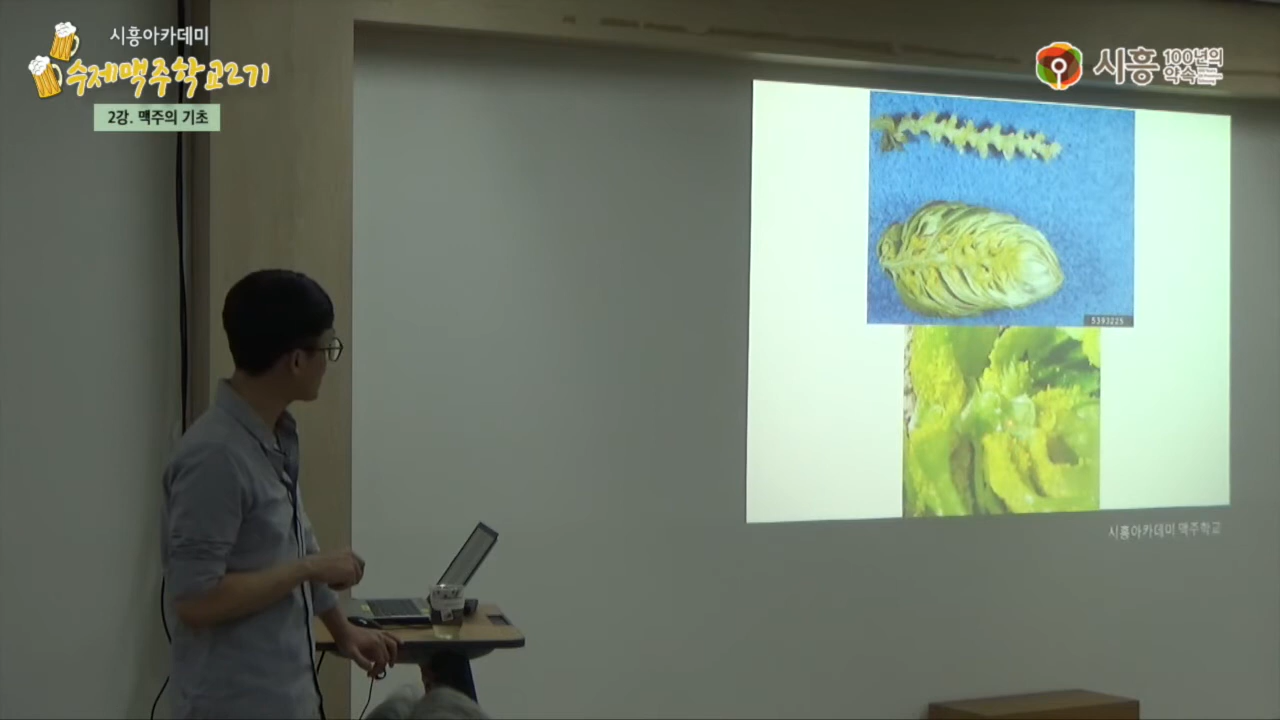 시흥아카데미
수제맥주학교2기
2강. 맥주의 기초
시흥
100년의
약속
5393225
시흥아카데미 맥주학교